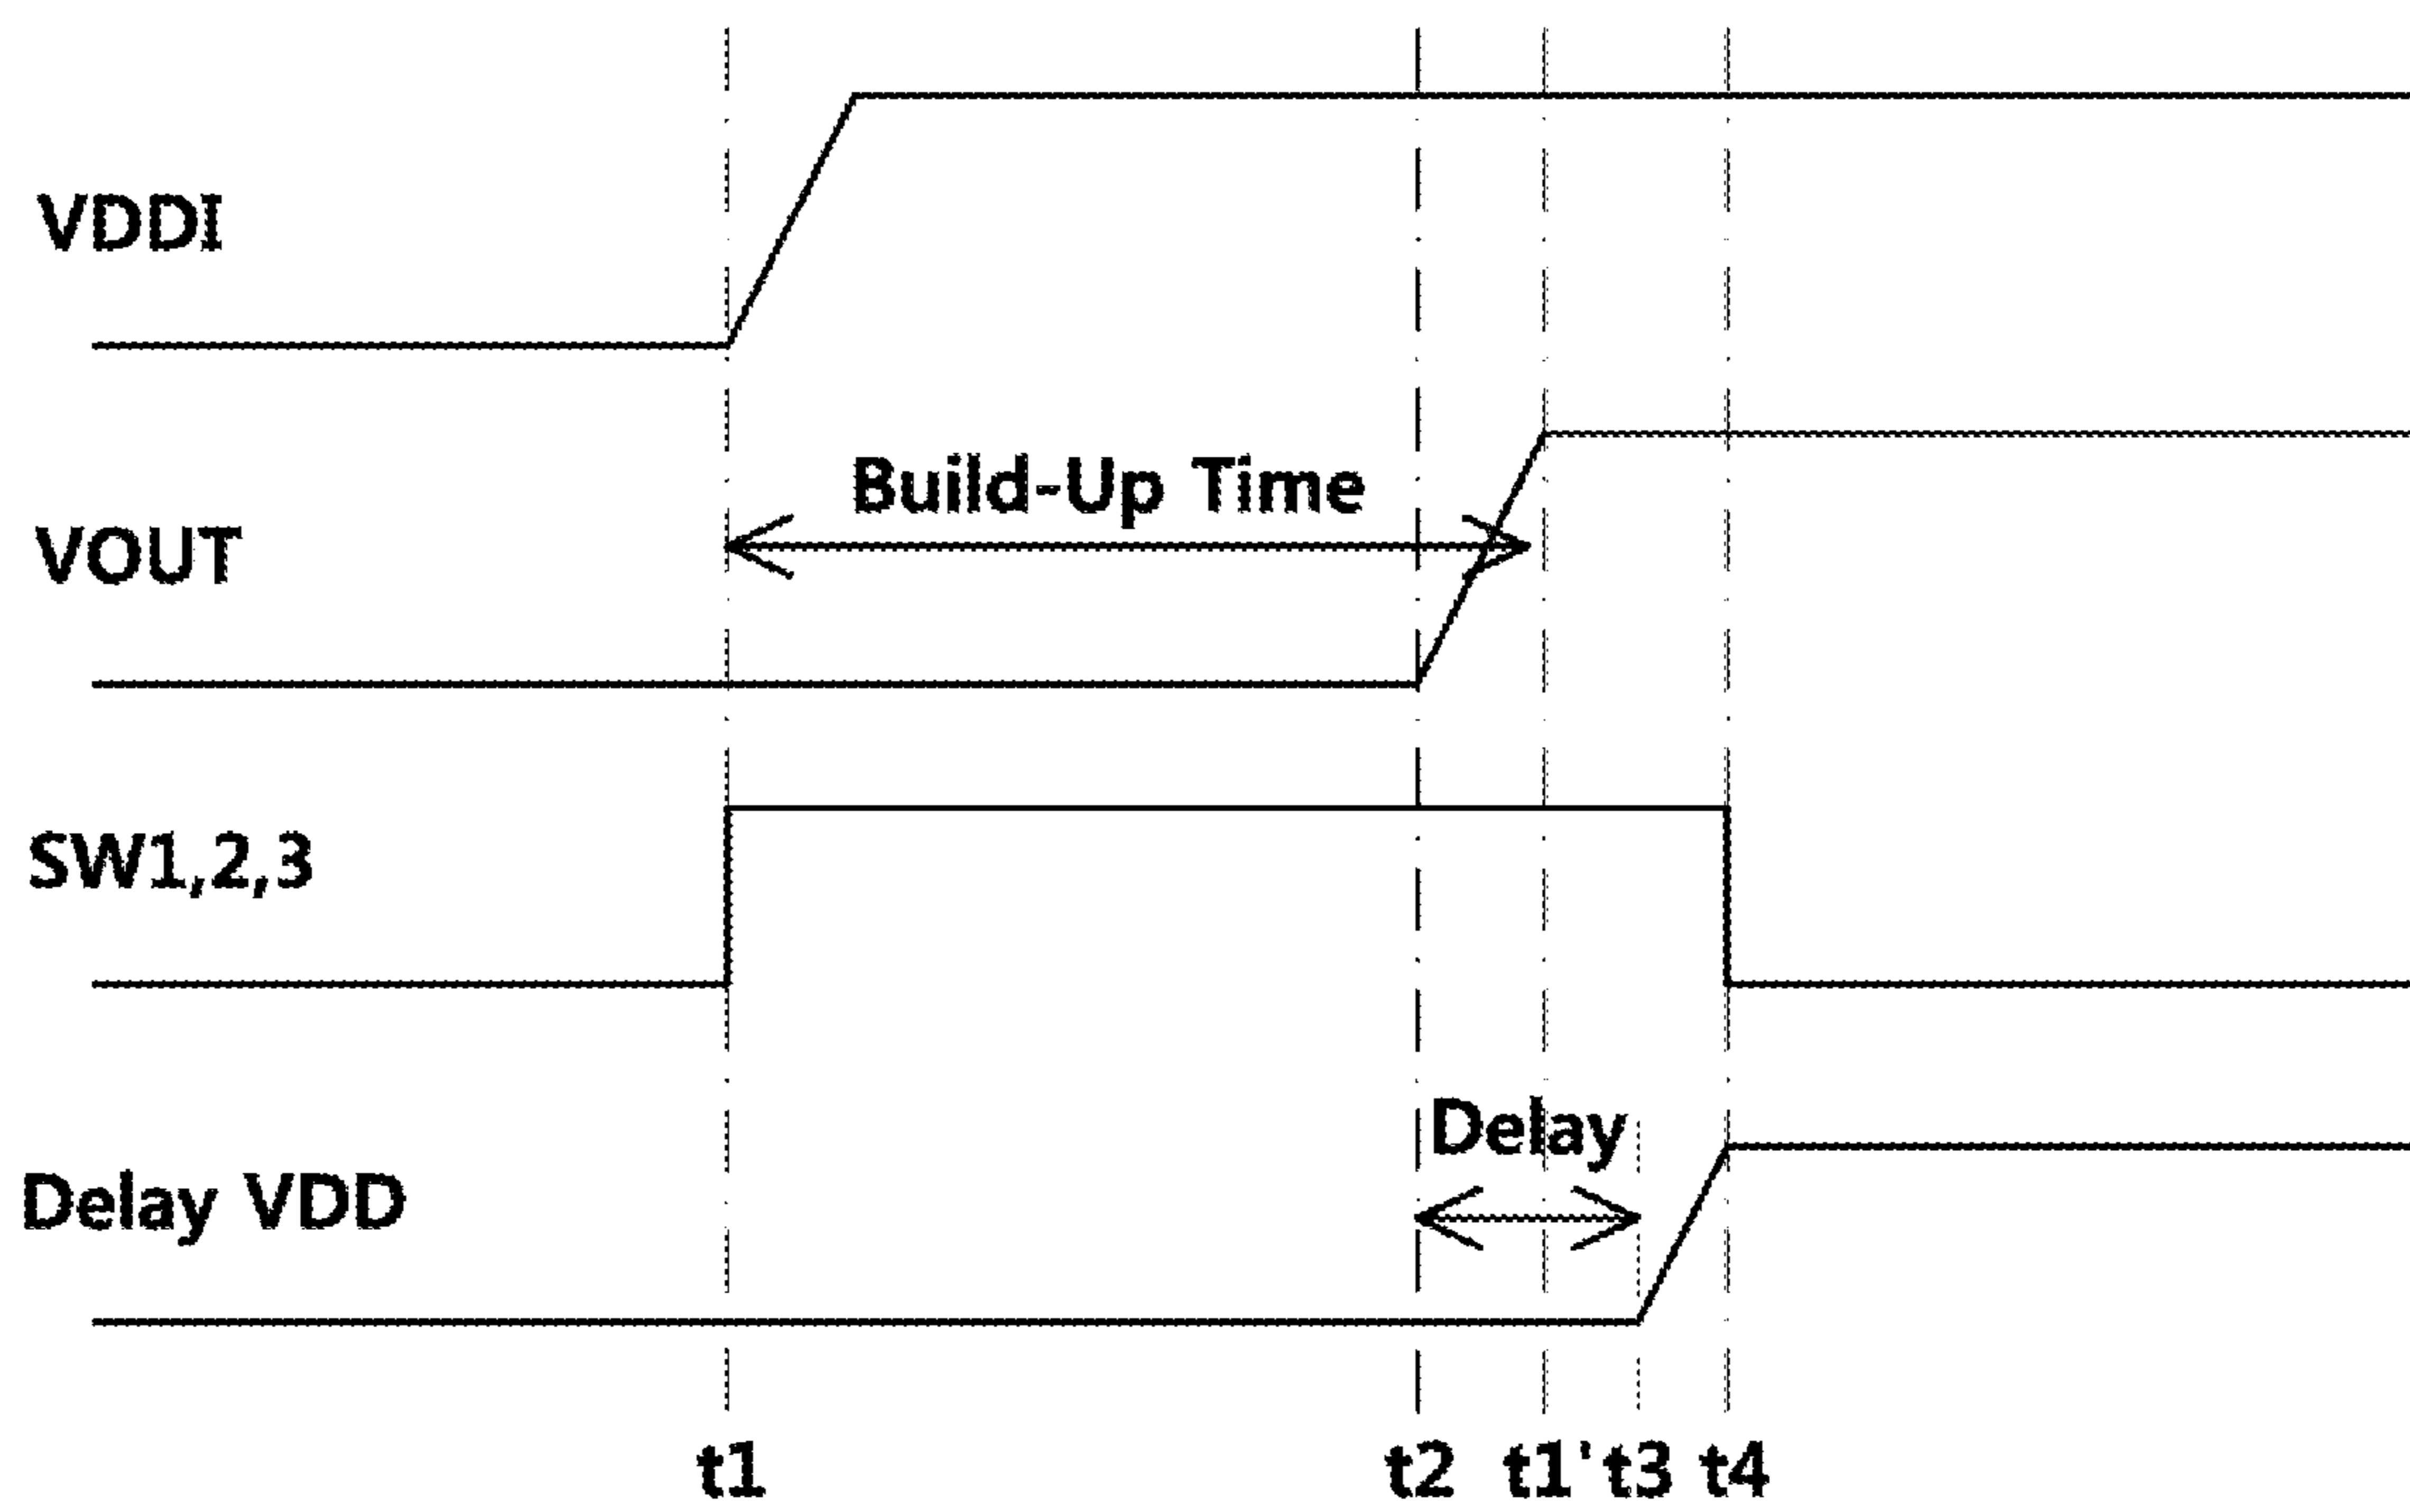 VDDI
Build-Up Time
VOUT
SW1,2,3
Delay
Delay VDD
t1 t2 t1' t3 t4